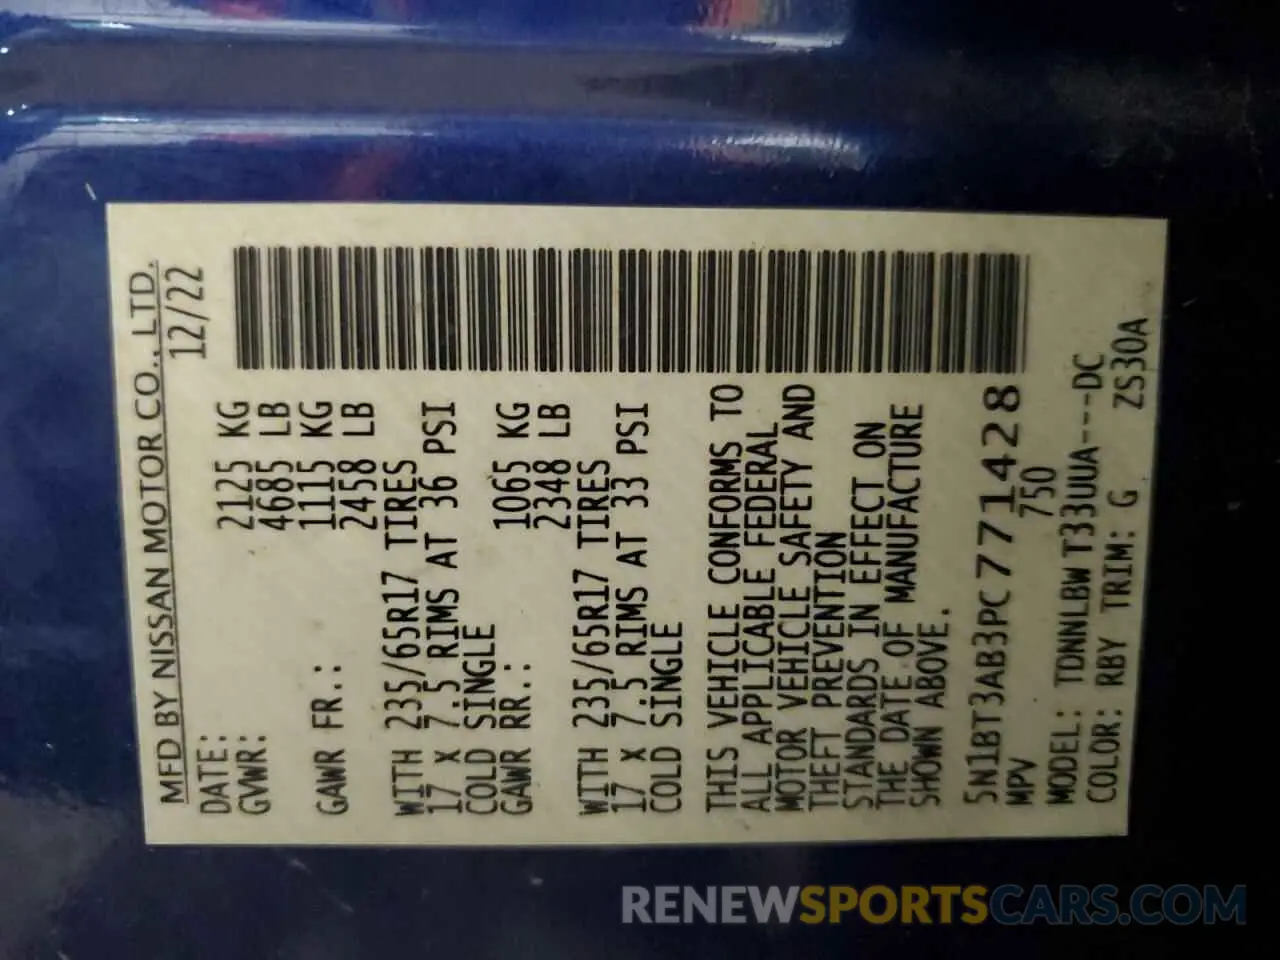 MFD BY NISSAN MOTOR CO., LTD.
DATE: 12/22
GVWR: 2125 KG
4685 LB
GAWR FR.: 1115 KG
2458 LB
WITH 235/65R17 TIRES
17 X 7.5 RIMS AT 36 PSI
COLD SINGLE
GAWR RR.: 1065 KG
2348 LB
WITH 235/65R17 TIRES
17 X 7.5 RIMS AT 33 PSI
COLD SINGLE
THIS VEHICLE CONFORMS TO
ALL APPLICABLE FEDERAL
MOTOR VEHICLE SAFETY AND
THEFT PREVENTION
STANDARDS IN EFFECT ON
THE DATE OF MANUFACTURE
SHOWN ABOVE.
5N1BT3AB3PC771428
MPV 750
MODEL: TDNNLBW T33UUA---DC
COLOR: RBY TRIM: G ZS30A
RENEWSPORTSCARS.COM